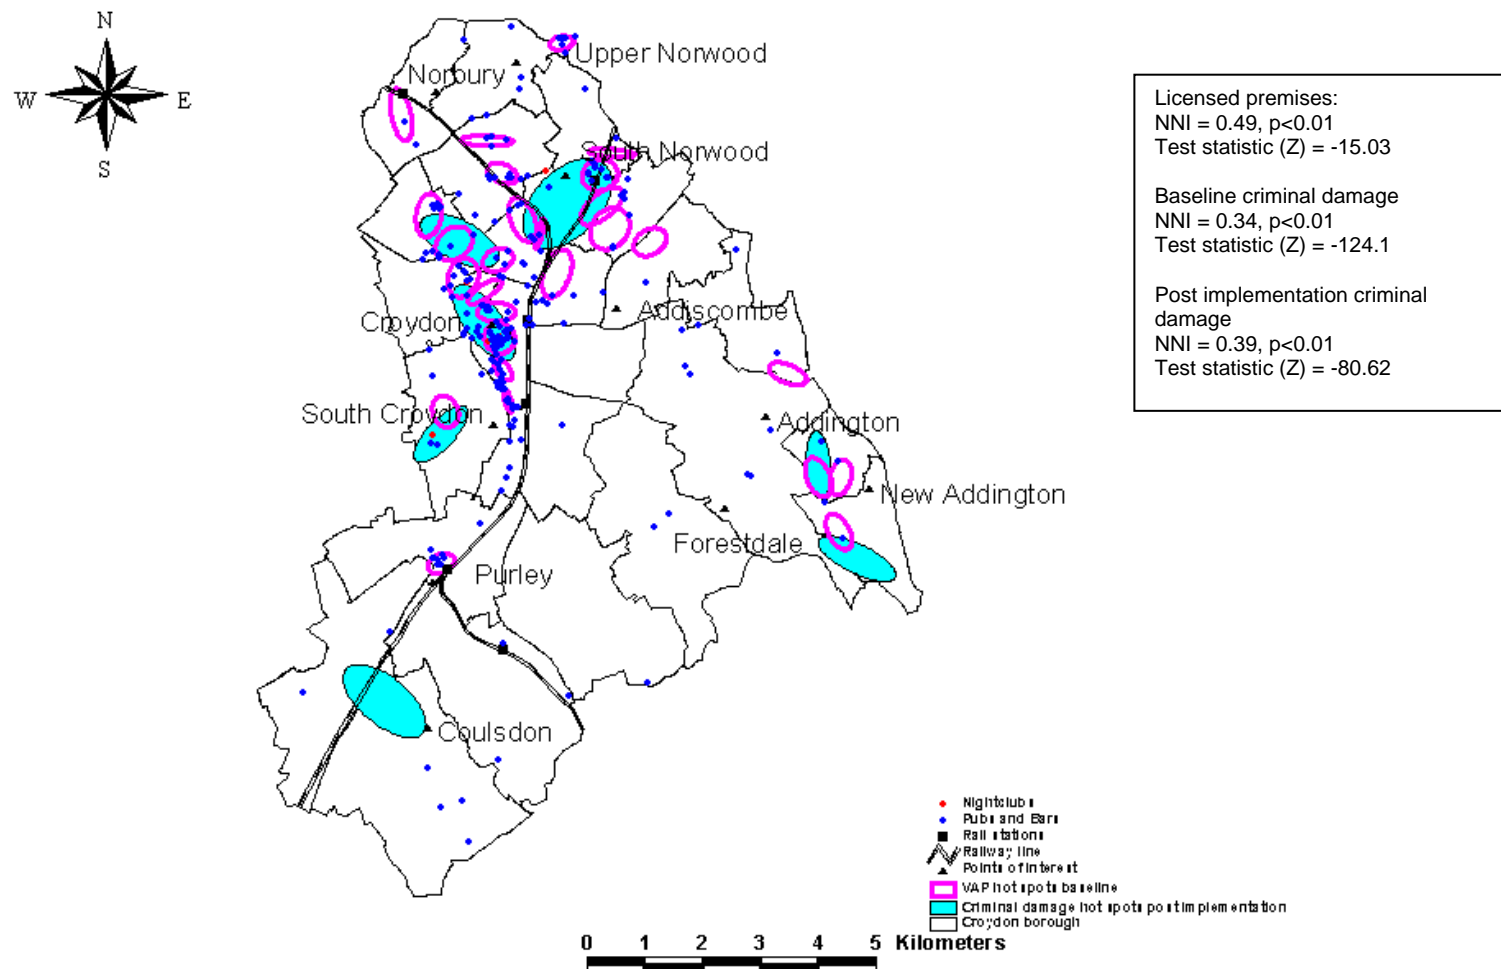 N
W
E
S
Upper Norwood
Norbury
South Norwood
Croydon
Addiscombe
South Croydon
Addington
New Addington
Forestdale
Purley
Coulsdon
Licensed premises:
NNI = 0.49, p<0.01
Test statistic (Z) = -15.03
Baseline criminal damage
NNI = 0.34, p<0.01
Test statistic (Z) = -124.1
Post implementation criminal
damage
NNI = 0.39, p<0.01
Test statistic (Z) = -80.62
Nightclubs
Pubs and Bars
Rail stations
Railway line
Points of interest
VAP hot spots baseline
Criminal damage hot spots post implementation
Croydon borough
0 1 2 3 4 5 Kilometers